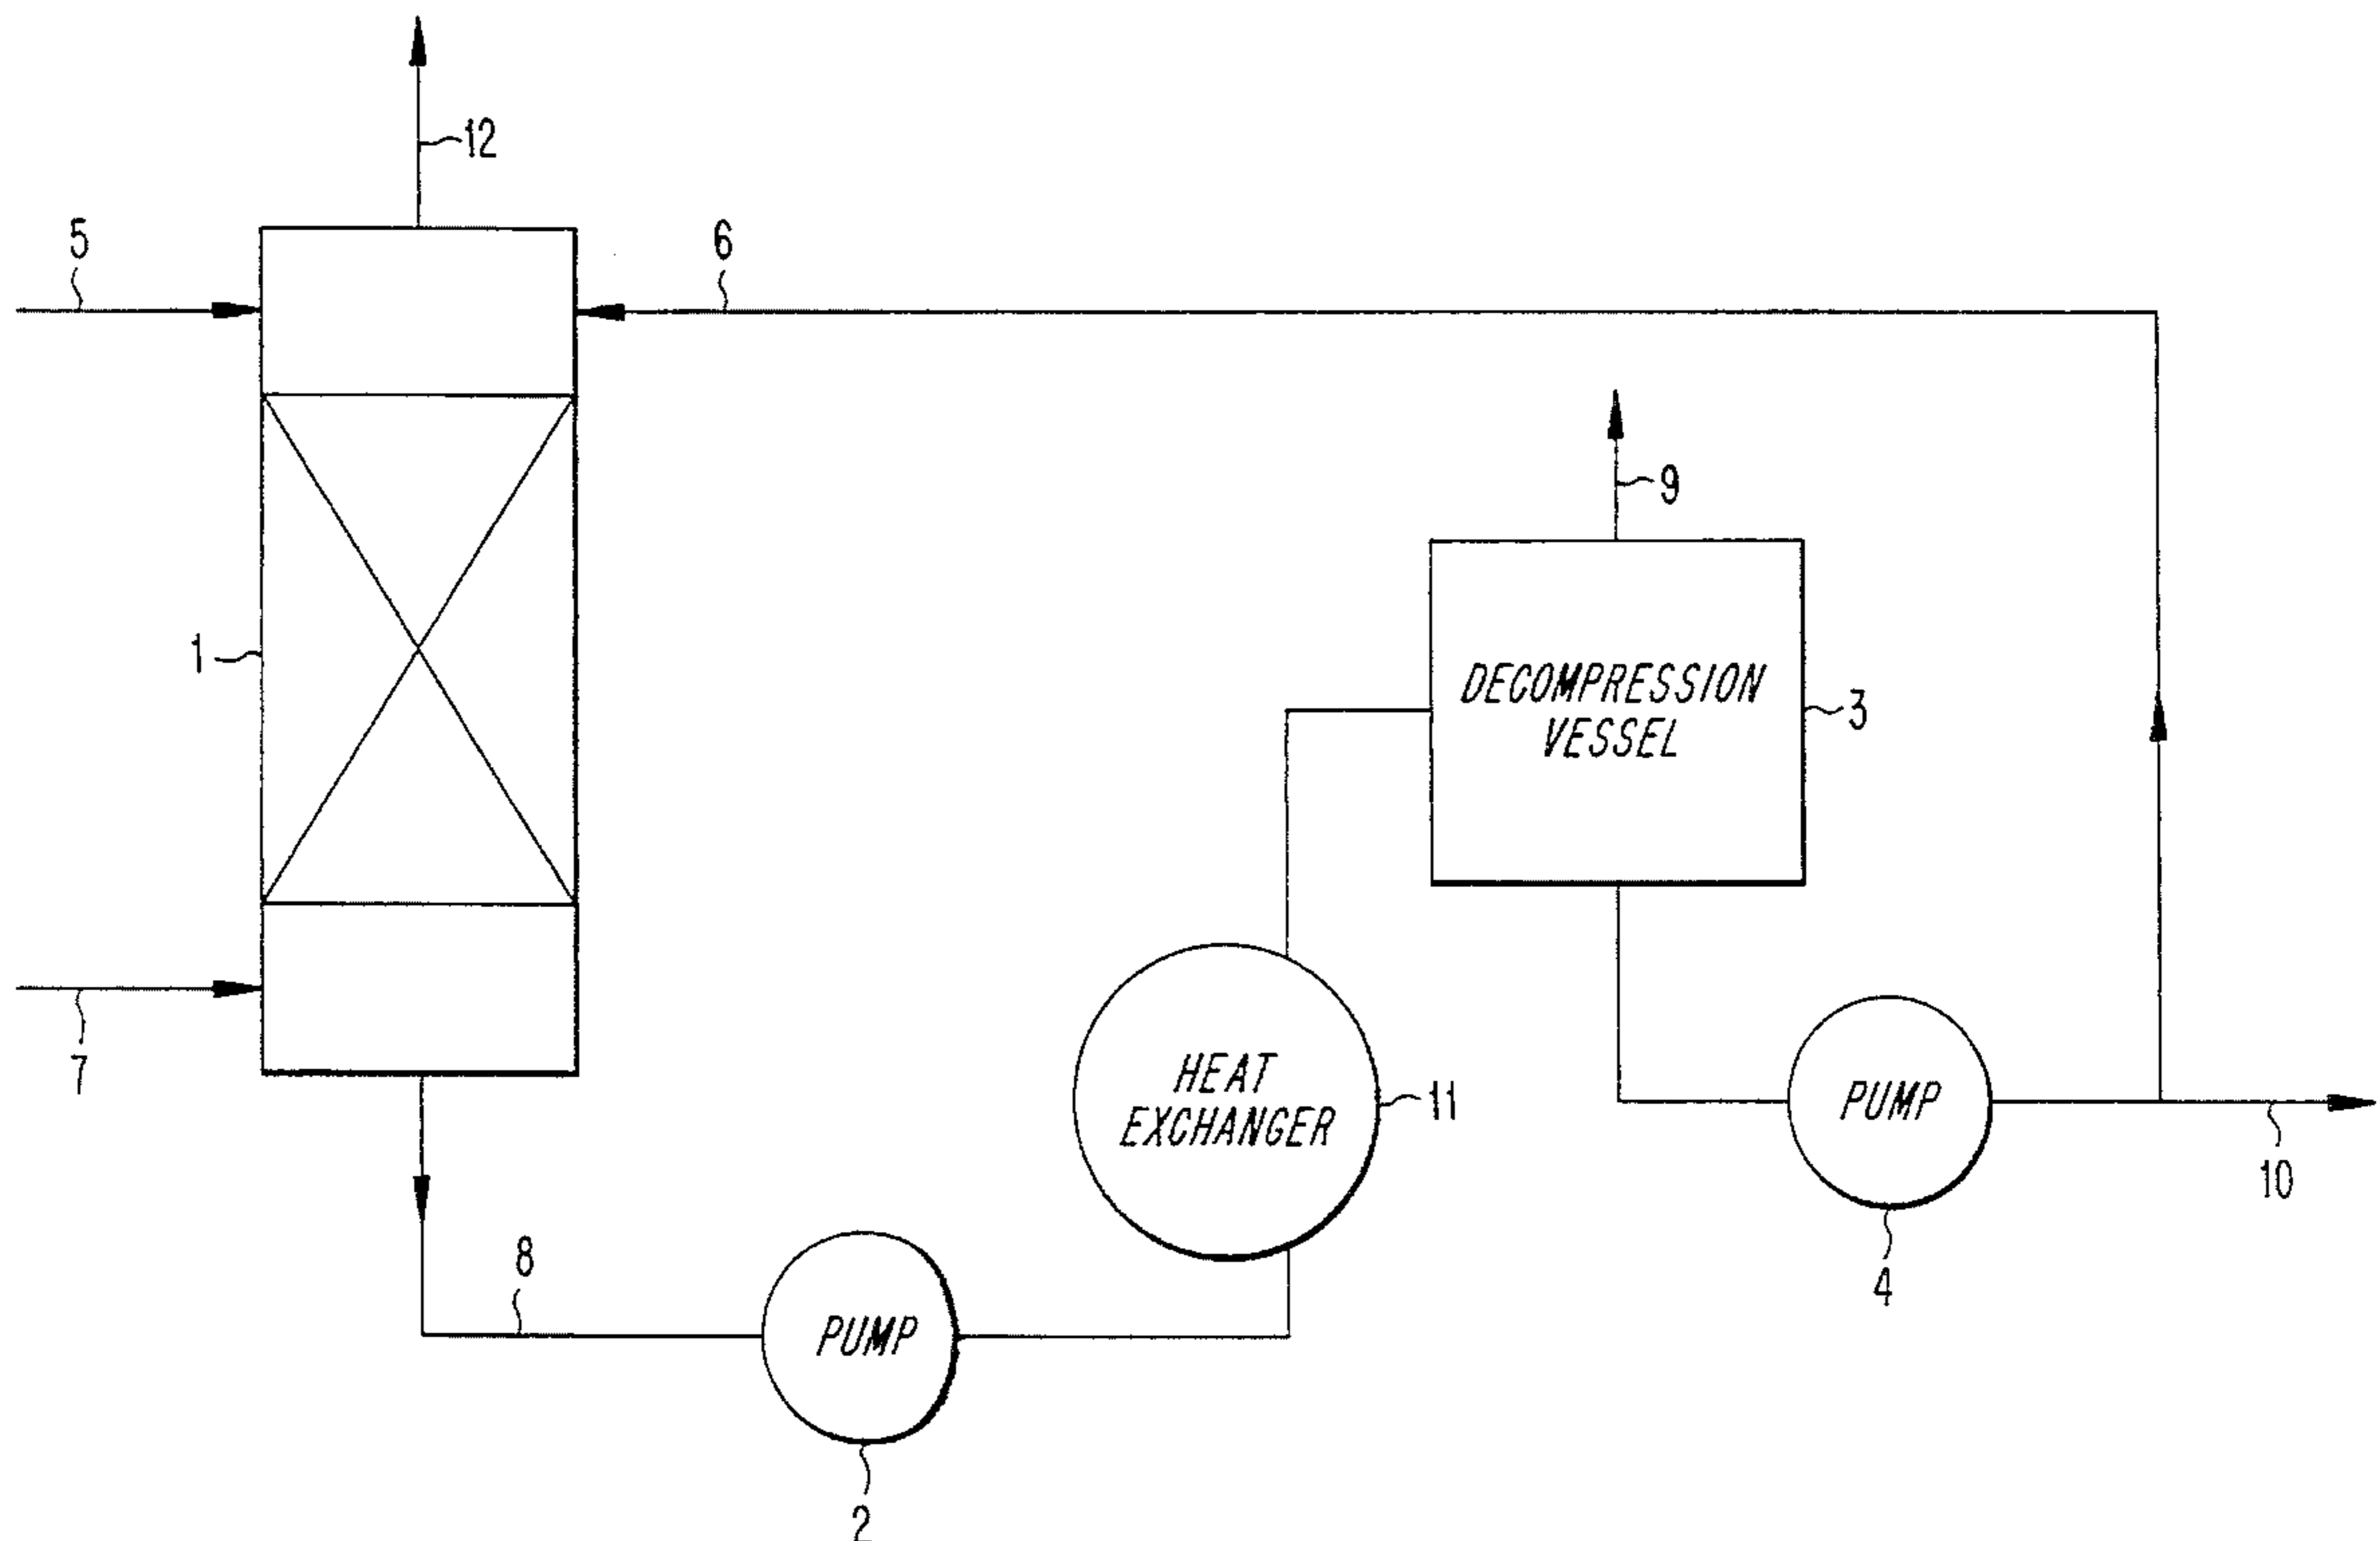 12
5
6
9
1
DECOMPRESSION
VESSEL
3
7
HEAT
EXCHANGER
11
PUMP
10
4
8
PUMP
2